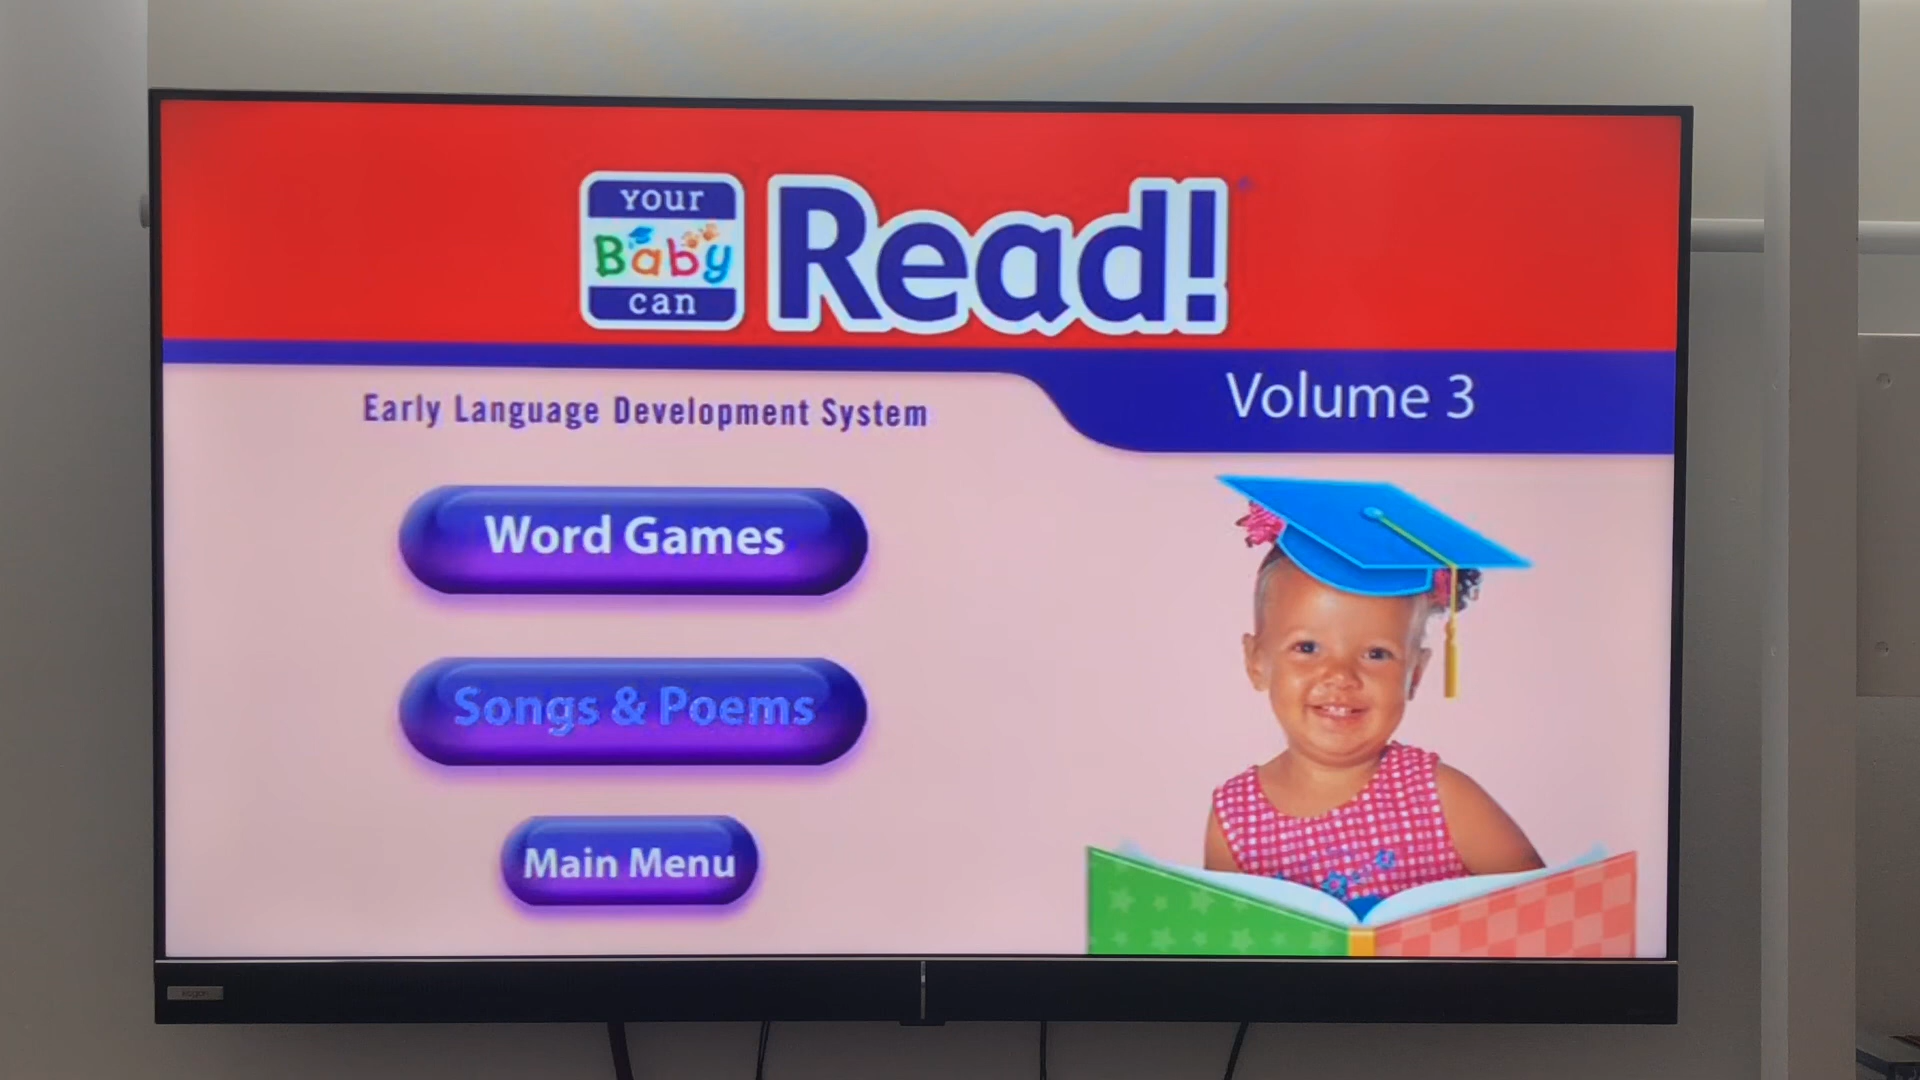 your
Baby
can
Read!
Volume 3
Early Language Development System
Word Games
Songs & Poems
Main Menu